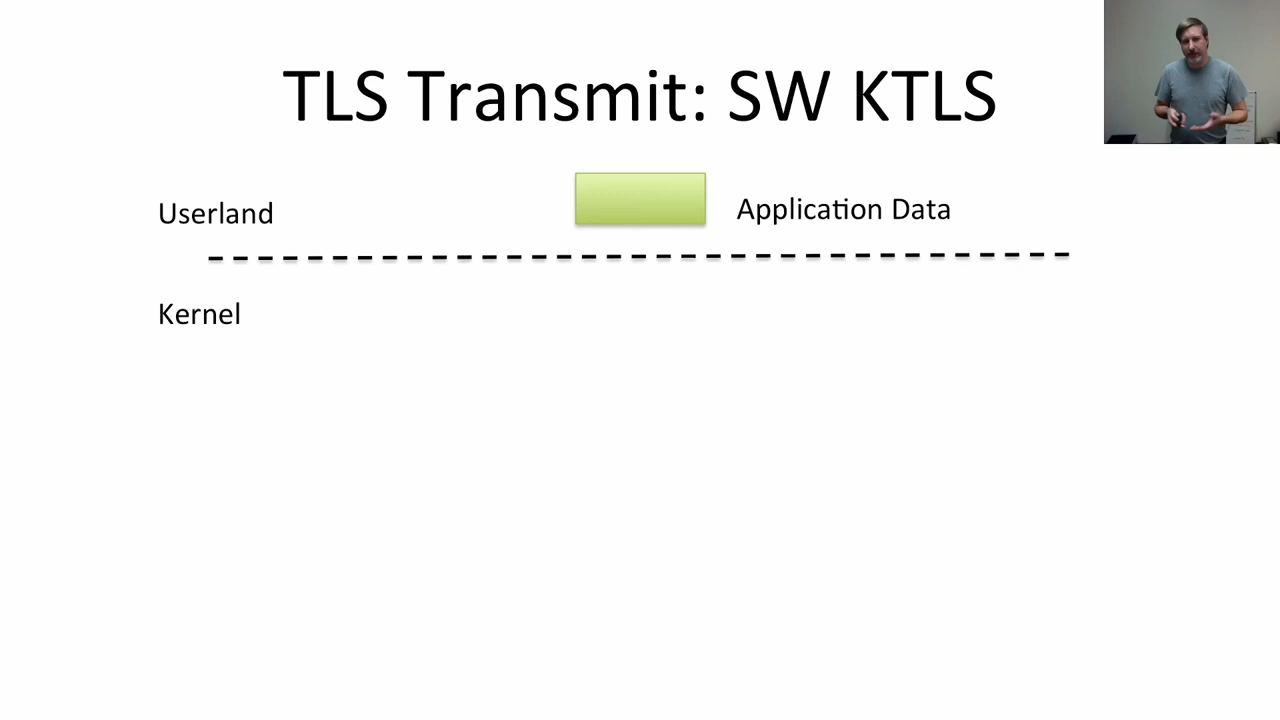 TLS Transmit: SW KTLS
Userland
Application Data
Kernel